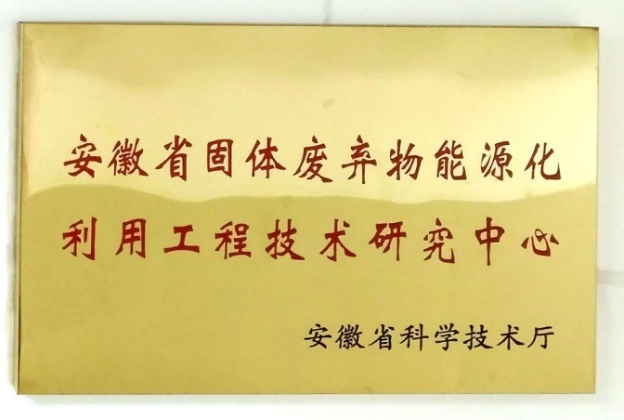 安徽省固体废弃物能源化
利用工程技术研究中心
安徽省科学技术厅